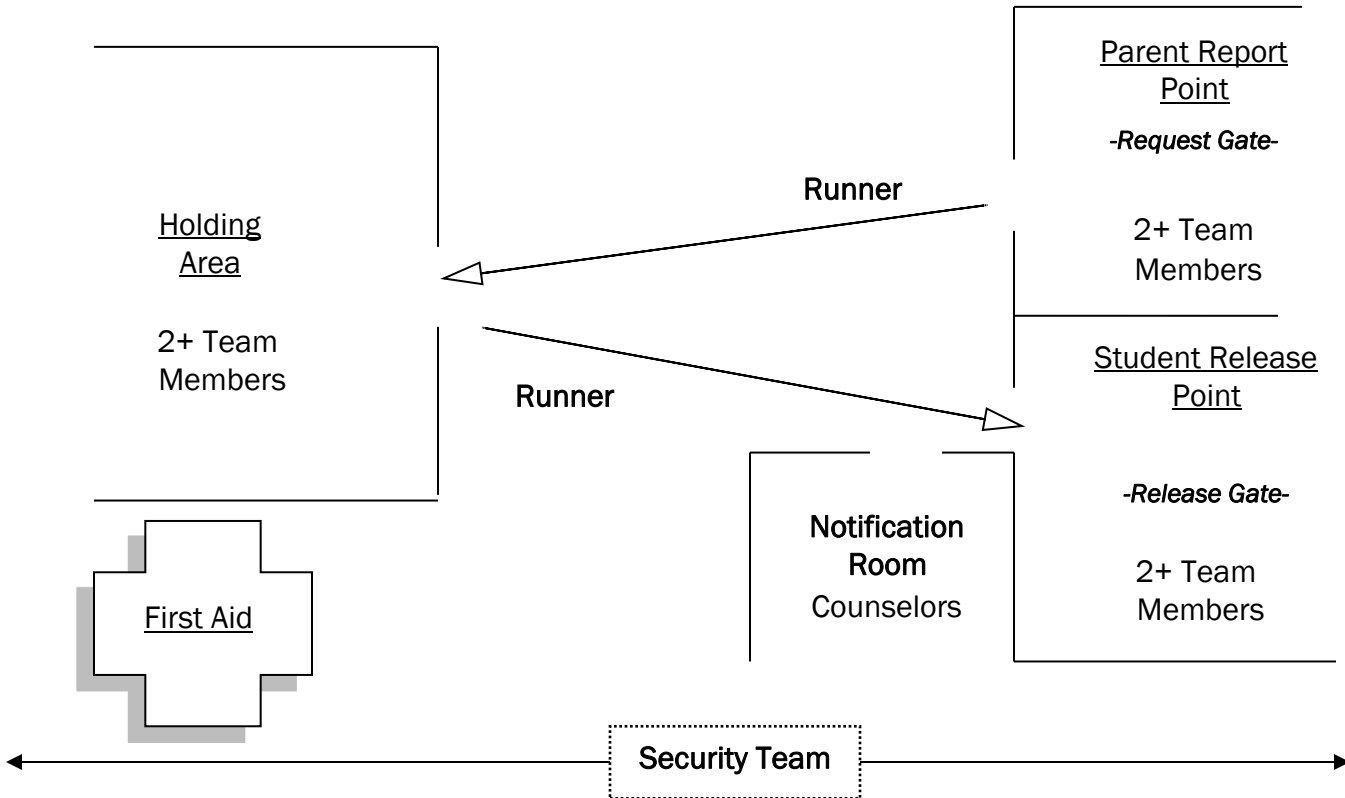 Parent Report
Point
-Request Gate-
2+ Team
Members
Runner
Holding
Area
2+ Team
Members
Runner
Student Release
Point
-Release Gate-
2+ Team
Members
Notification
Room
Counselors
First Aid
Security Team